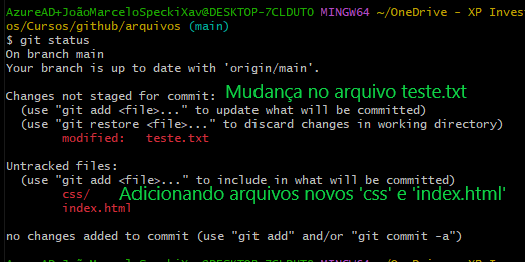 AzureAD+JoãoMarceloSpeckiXav@DESKTOP-7CLDUTO MINGW64 ~/OneDrive - XP Inves
os/Cursos/github/arquivos (main)
$ git status
On branch main
Your branch is up to date with 'origin/main'.
Changes not staged for commit: Mudança no arquivo teste.txt
(use "git add <file>..." to update what will be committed)
(use "git restore <file>..." to discard changes in working directory)
modified: teste.txt
Untracked files:
(use "git add <file>..." to include in what will be committed)
css/ Adicionando arquivos novos 'css' e 'index.html'
index.html
no changes added to commit (use "git add" and/or "git commit -a")